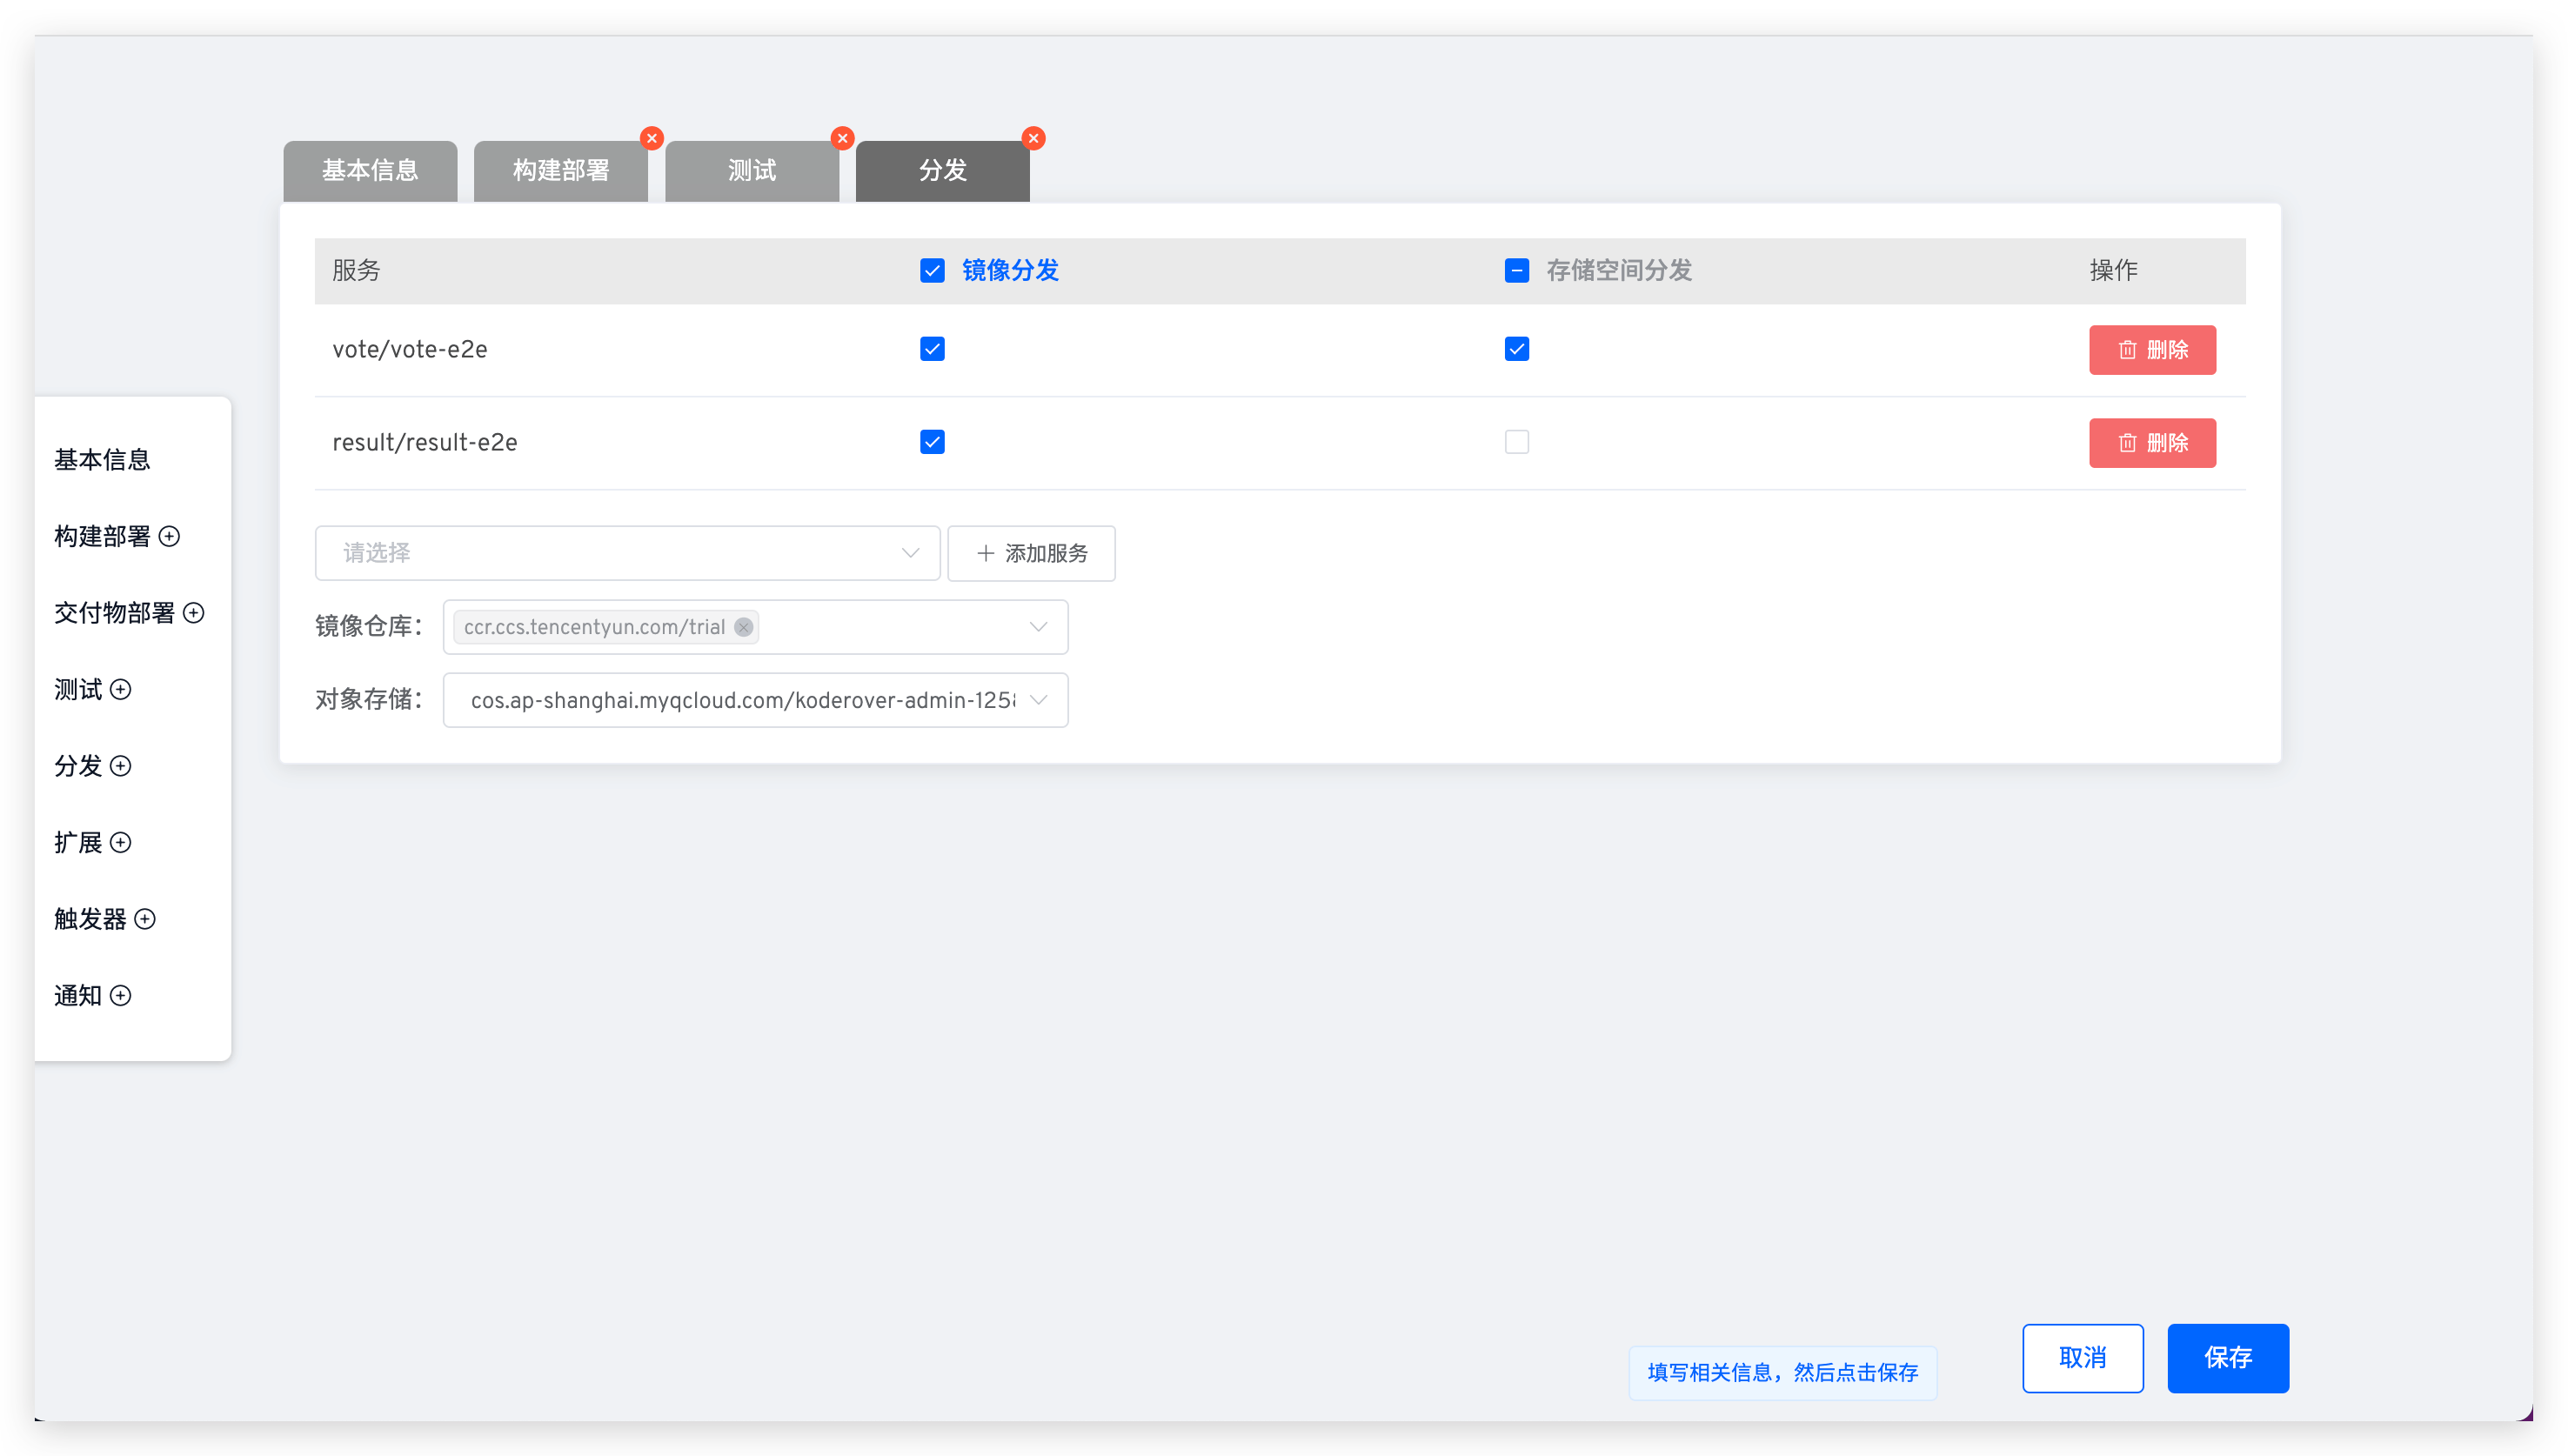 基本信息
构建部署
测试
分发
服务
镜像分发
存储空间分发
操作
vote/vote-e2e
删除
result/result-e2e
删除
请选择
添加服务
镜像仓库：
ccr.ccs.tencentyun.com/trial
对象存储：
cos.ap-shanghai.myqcloud.com/koderover-admin-125
基本信息
构建部署
交付物部署
测试
分发
扩展
触发器
通知
填写相关信息，然后点击保存
取消
保存